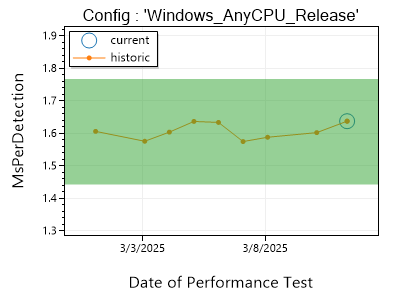 Config : 'Windows_AnyCPU_Release'
current
historic
MsPerDetection
1.9
1.8
1.7
1.6
1.5
1.4
1.3
3/3/2025
3/8/2025
Date of Performance Test